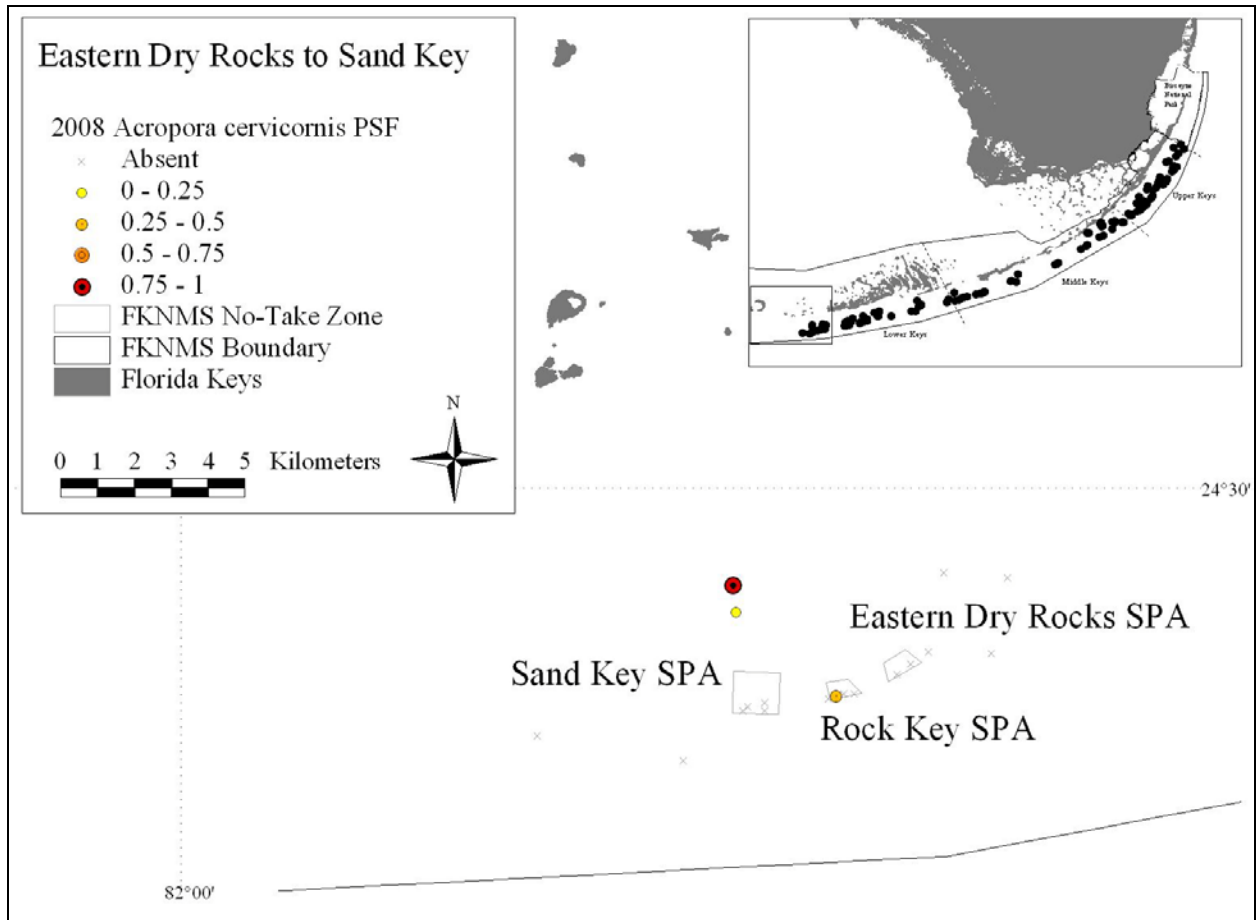 Eastern Dry Rocks to Sand Key
2008 Acropora cervicornis PSF
Absent
0 - 0.25
0.25 - 0.5
0.5 - 0.75
0.75 - 1
FKNMS No-Take Zone
FKNMS Boundary
Florida Keys
N
0 1 2 3 4 5 Kilometers
Biscayne
National
Park
Upper Keys
Middle Keys
Lower Keys
24°30'
Eastern Dry Rocks SPA
Sand Key SPA
Rock Key SPA
82°00'